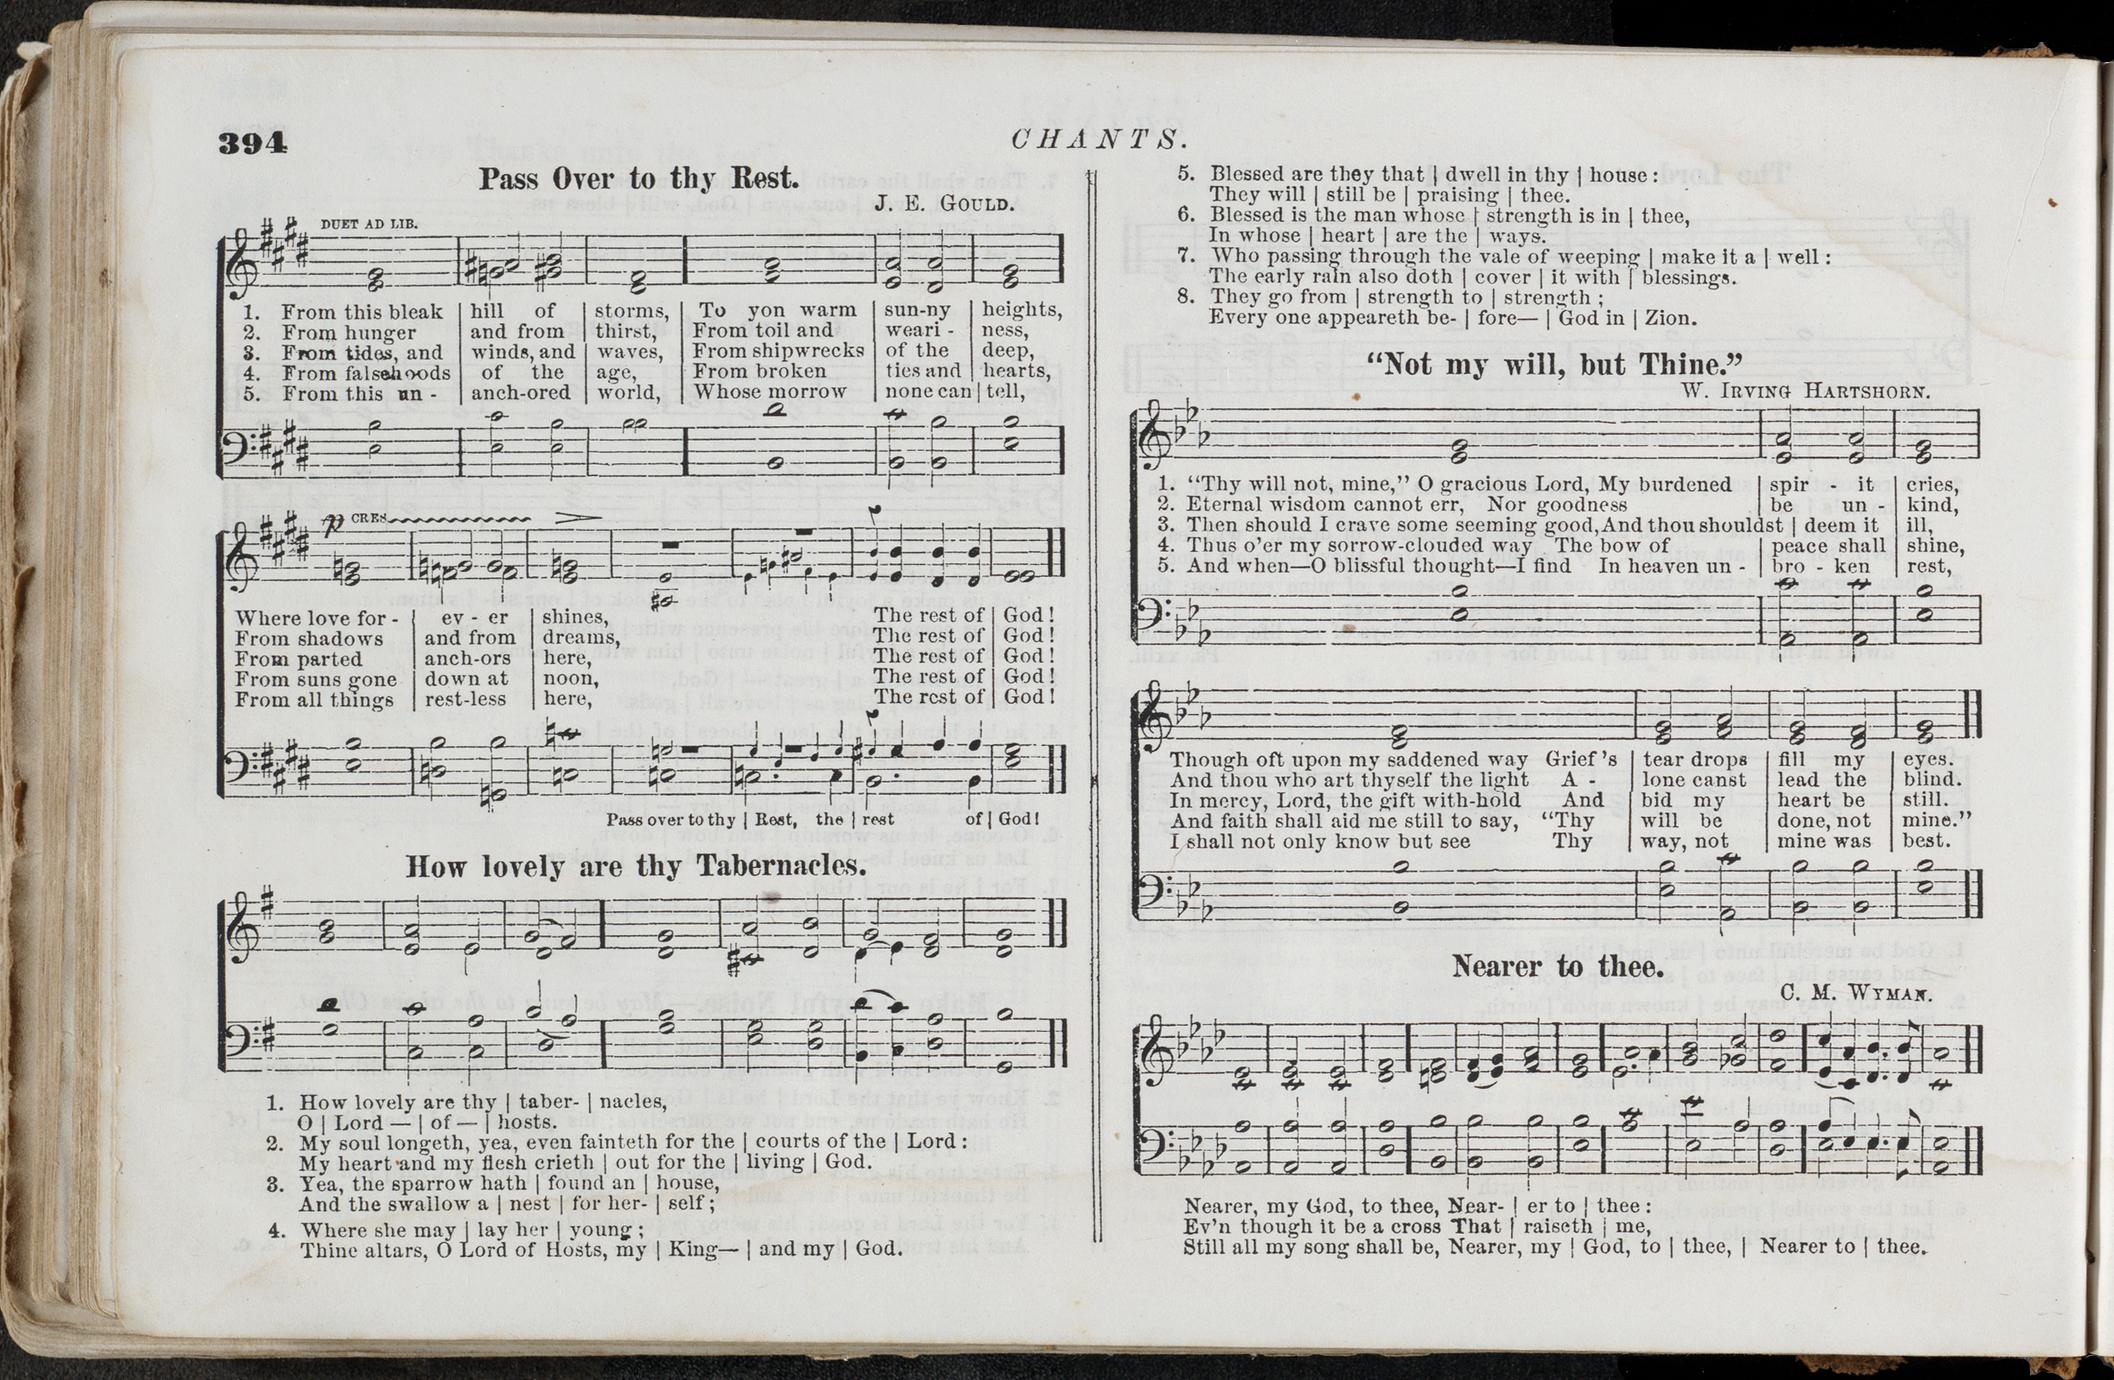 394
CHANTS.
Pass Over to thy Rest.
J. E. GOULD.
DUET AD LIB.
1. From this bleak | hill of | storms, | To yon warm | sun-ny | heights,
2. From hunger | and from | thirst, | From toil and | weari - | ness,
3. From tides, and | winds, and | waves, | From shipwrecks | of the | deep,
4. From falsehoods | of the | age, | From broken | ties and | hearts,
5. From this un - | anch-ored | world, | Whose morrow | none can | tell,
p CRES
Where love for - | ev - er | shines, The rest of | God!
From shadows | and from | dreams, The rest of | God!
From parted | anch-ors | here, The rest of | God!
From suns gone | down at | noon, The rest of | God!
From all things | rest-less | here, The rest of | God!
Pass over to thy | Rest, the | rest of | God!
How lovely are thy Tabernacles.
1. How lovely are thy | taber- | nacles,
O | Lord — | of — | hosts.
2. My soul longeth, yea, even fainteth for the | courts of the | Lord:
My heart and my flesh crieth | out for the | living | God.
3. Yea, the sparrow hath | found an | house,
And the swallow a | nest | for her- | self;
4. Where she may | lay her | young;
Thine altars, O Lord of Hosts, my | King— | and my | God.
5. Blessed are they that | dwell in thy | house:
They will | still be | praising | thee.
6. Blessed is the man whose | strength is in | thee,
In whose | heart | are the | ways.
7. Who passing through the vale of weeping | make it a | well:
The early rain also doth | cover | it with | blessings.
8. They go from | strength to | strength;
Every one appeareth be- | fore— | God in | Zion.
“Not my will, but Thine.”
W. IRVING HARTSHORN.
1. “Thy will not, mine,” O gracious Lord, My burdened | spir - it | cries,
2. Eternal wisdom cannot err, Nor goodness | be un - | kind,
3. Then should I crave some seeming good, And thou shouldst | deem it | ill,
4. Thus o’er my sorrow-clouded way The bow of | peace shall | shine,
5. And when—O blissful thought—I find In heaven un - | bro - ken | rest,
Though oft upon my saddened way Grief’s | tear drops | fill my | eyes.
And thou who art thyself the light A - | lone canst | lead the | blind.
In mercy, Lord, the gift with-hold And | bid my | heart be | still.
And faith shall aid me still to say, “Thy | will be | done, not | mine.”
I shall not only know but see Thy | way, not | mine was | best.
Nearer to thee.
C. M. WYMAN.
Nearer, my God, to thee, Near- | er to | thee:
Ev’n though it be a cross That | raiseth | me,
Still all my song shall be, Nearer, my | God, to | thee, | Nearer to | thee.